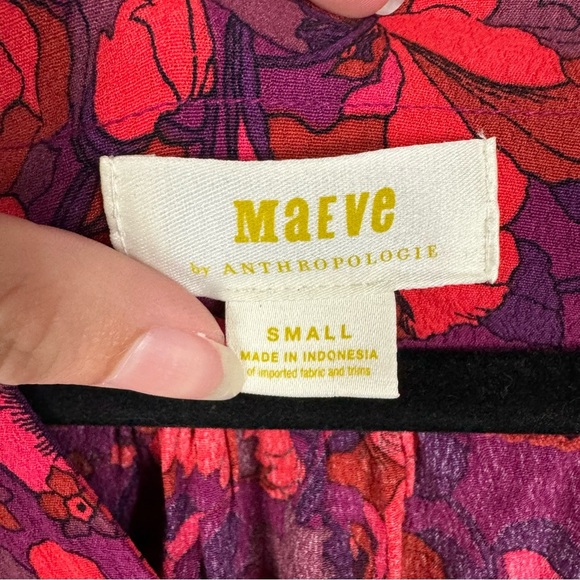 MaEVe
by ANTHROPOLOGIE
SMALL
MADE IN INDONESIA
of imported fabric and trims